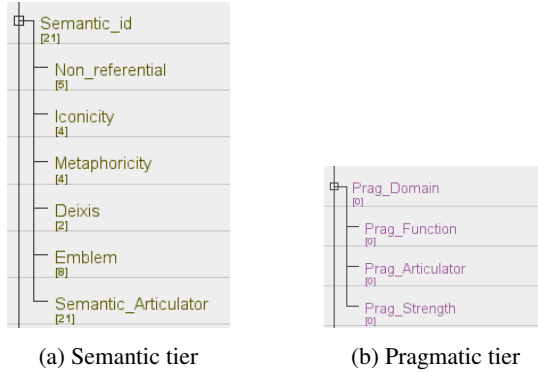 Semantic_id
[21]
Non_referential
[5]
Iconicity
[4]
Metaphoricity
[4]
Deixis
[2]
Emblem
[8]
Semantic_Articulator
[21]
(a) Semantic tier
Prag_Domain
[0]
Prag_Function
[0]
Prag_Articulator
[0]
Prag_Strength
[0]
(b) Pragmatic tier